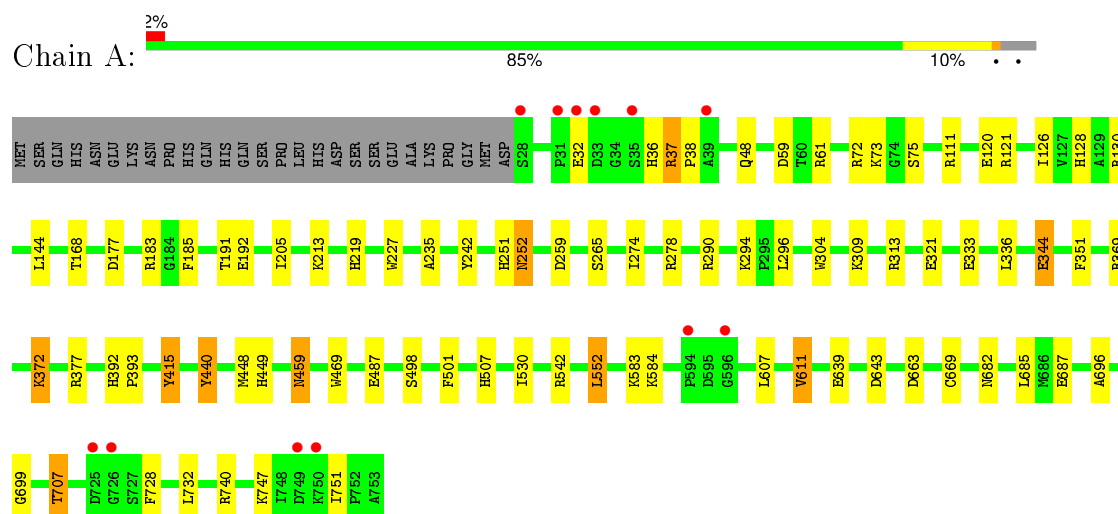 2%
Chain A:
85% 10% • •
MET SER GLN HIS ASN GLU LYS ASN PRO HIS GLN HIS GLN SER PRO LEU HIS ASP SER SER GLU ALA LYS PRO GLY MET ASP S28 P31 E32 D33 G34 S35 H36 R37 P38 A39 Q48 D59 T60 R61 R72 K73 G74 S75 R111 E120 R121 I126 V127 H128 A129 R130
L144 T168 D177 R183 G184 F185 T191 E192 I205 K213 H219 W227 A235 Y242 H251 N252 D259 S265 I274 R278 R290 K294 P295 L296 W304 K309 R313 E321 E333 L336 E344 F351 R369
K372 R377 H392 P393 Y415 Y440 M448 H449 N459 W469 E487 S498 F501 H507 I530 R542 L552 K583 K584 P594 D595 G596 L607 V611 E639 D643 D663 C669 N682 L685 M686 E687 A696
G699 T707 D725 G726 S727 F728 L732 R740 K747 I748 D749 K750 I751 P752 A753